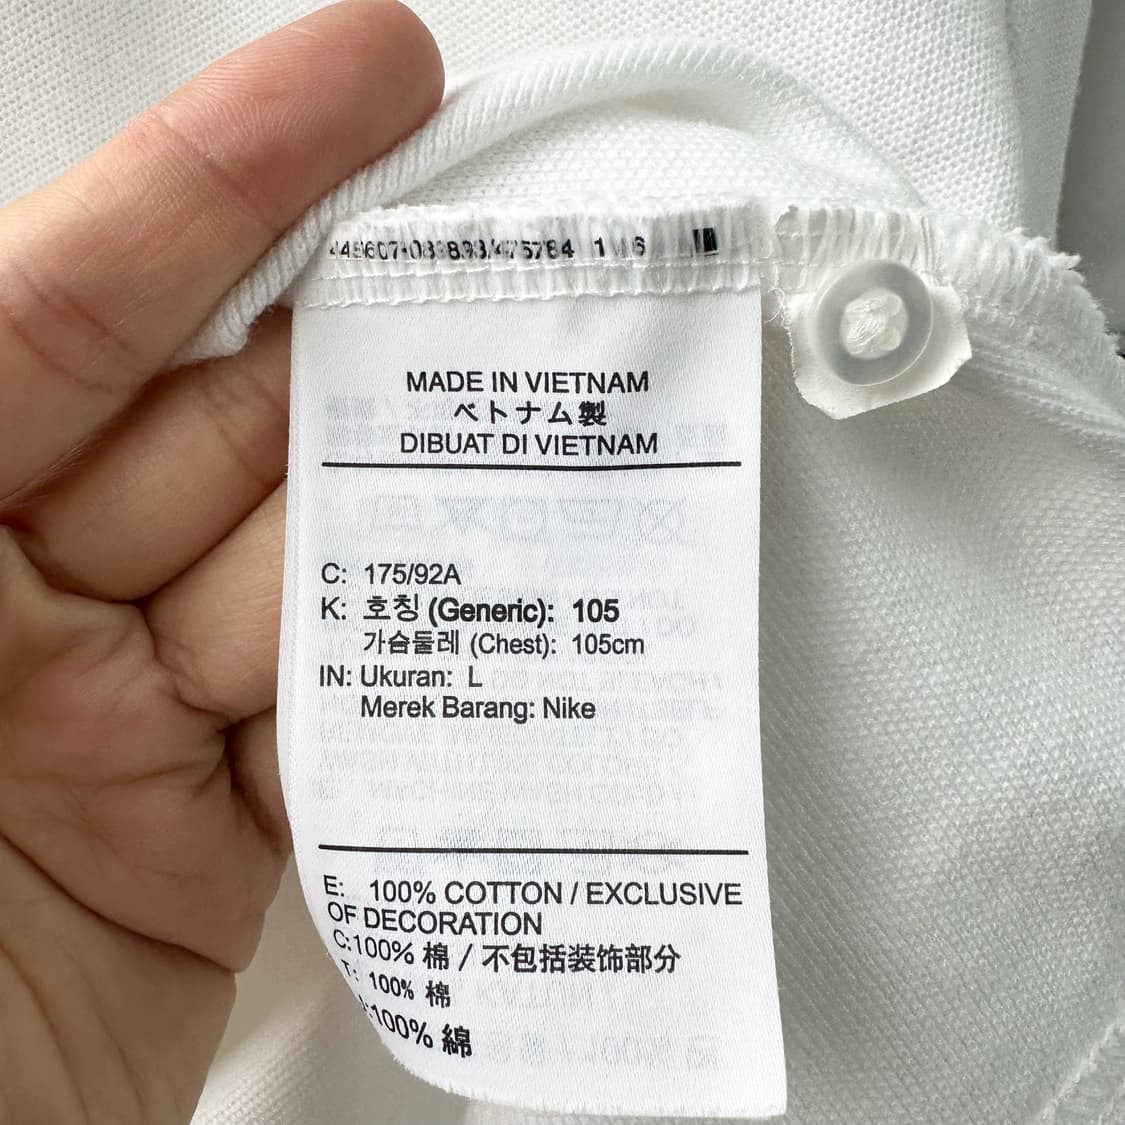 MADE IN VIETNAM
ベトナム製
DIBUAT DI VIETNAM
C: 175/92A
K: 호칭 (Generic): 105
가슴둘레 (Chest): 105cm
IN: Ukuran: L
Merek Barang: Nike
E: 100% COTTON / EXCLUSIVE
OF DECORATION
C:100% 棉 / 不包括装饰部分
T: 100% 棉
:100% 綿